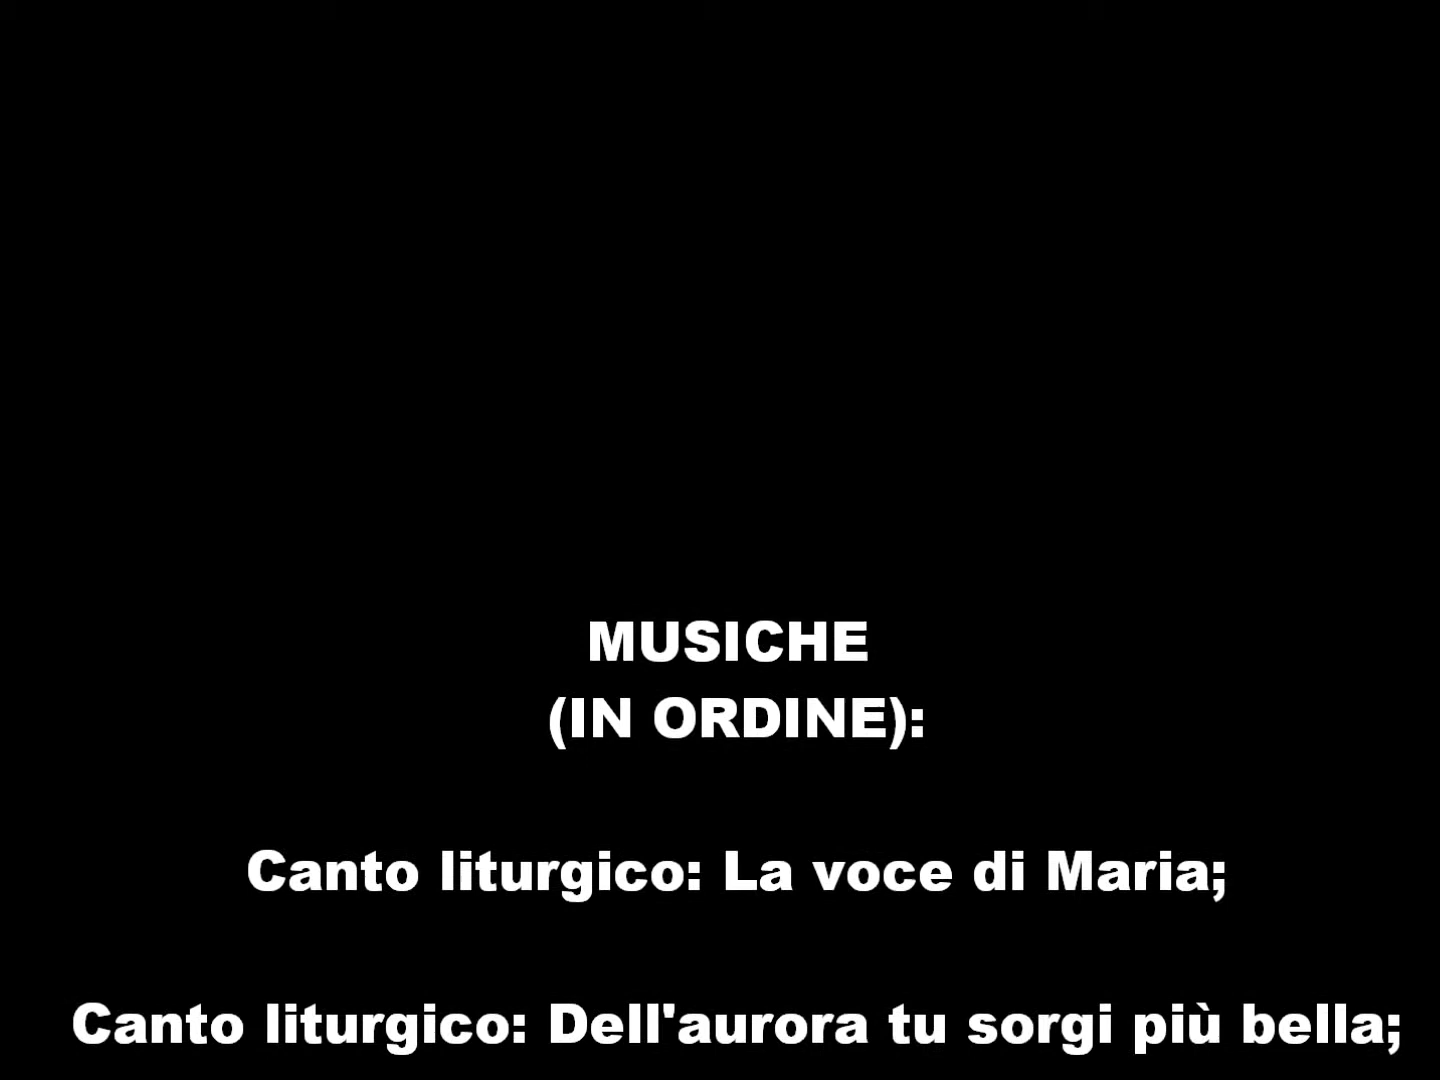 MUSICHE
(IN ORDINE):
Canto liturgico: La voce di Maria;
Canto liturgico: Dell'aurora tu sorgi più bella;